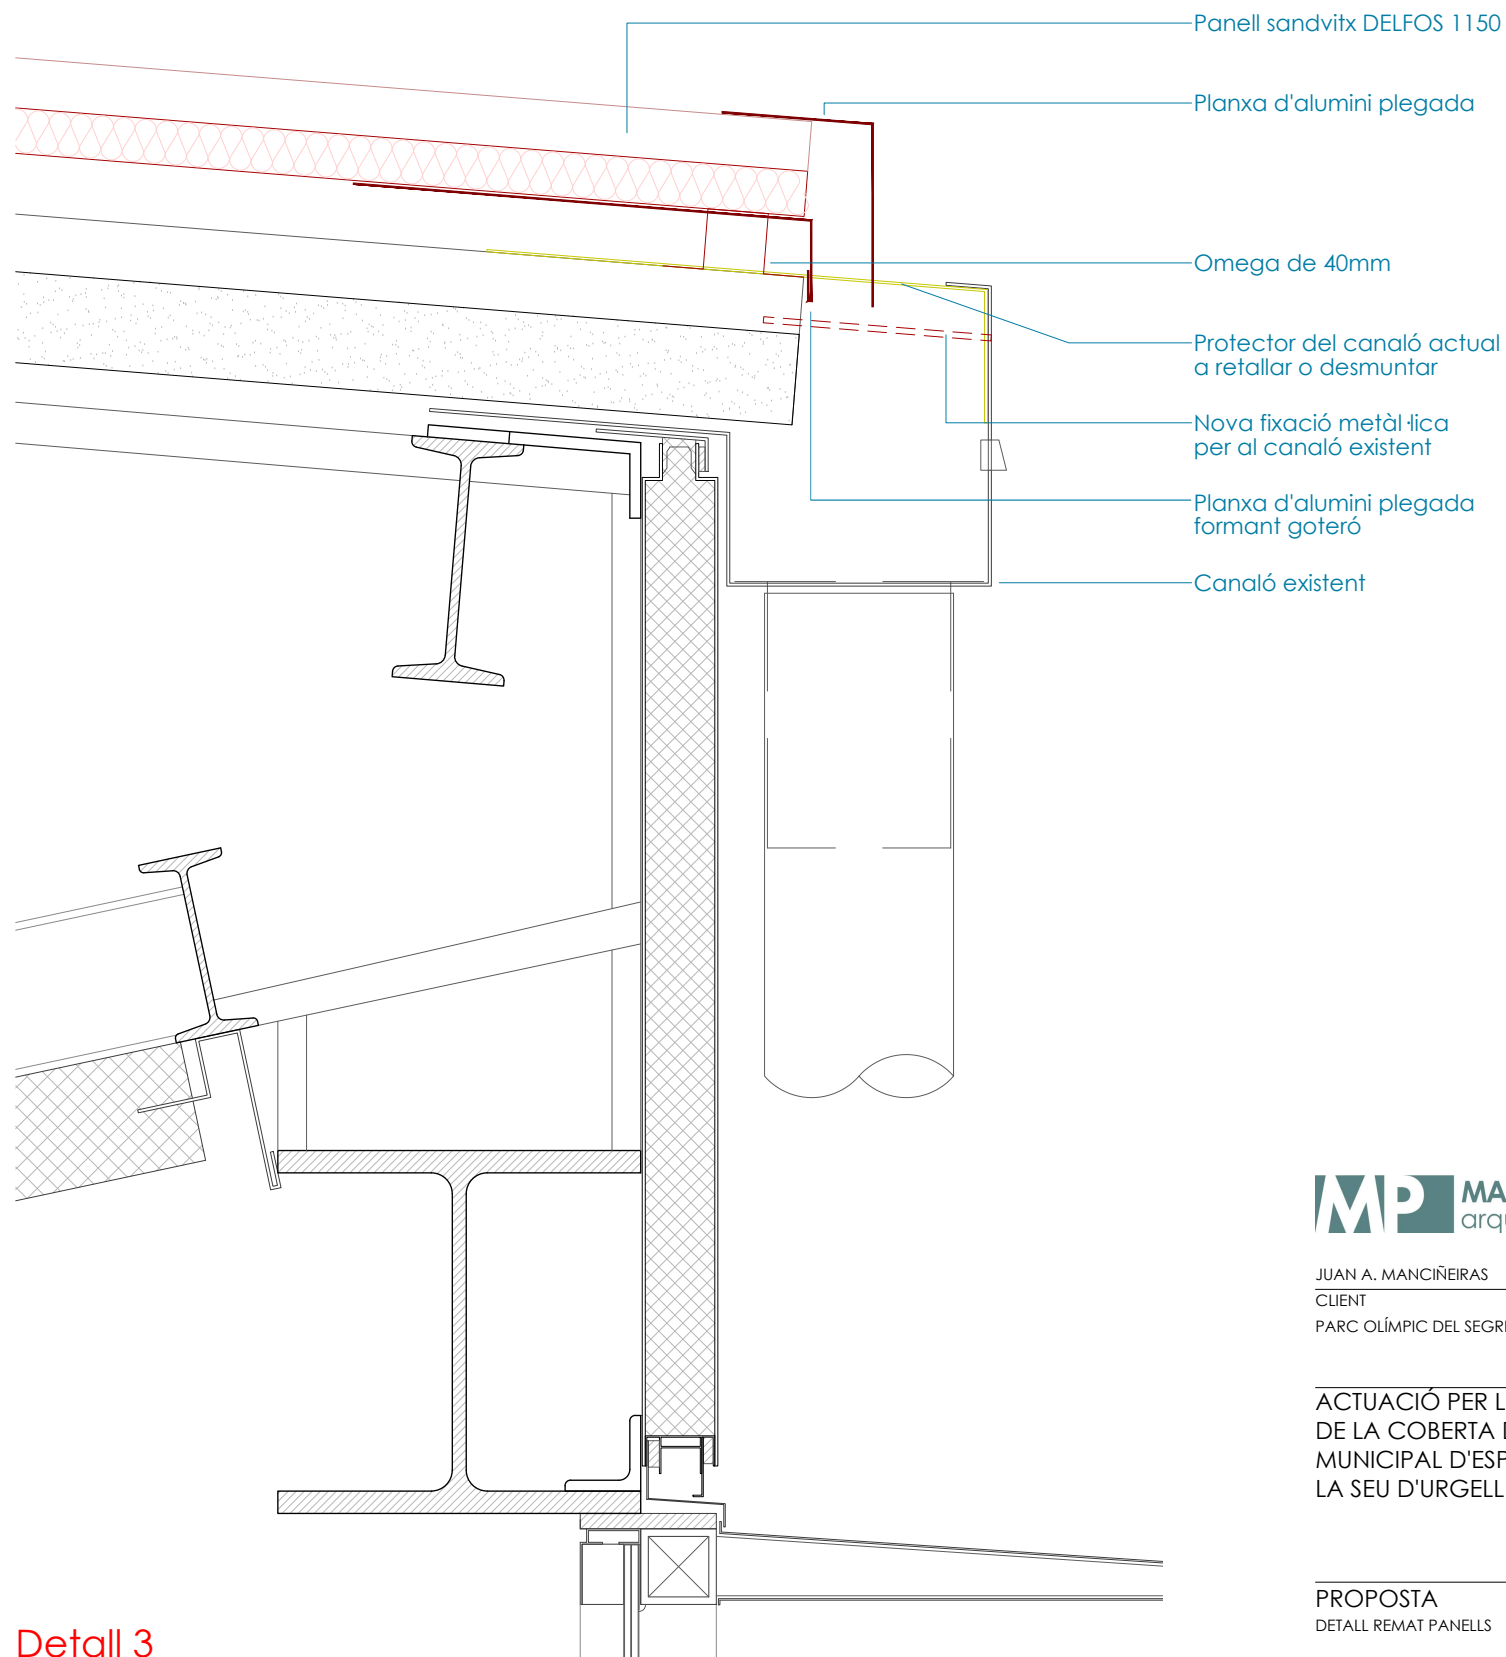 Panell sandvitx DELFOS 1150
Planxa d'alumini plegada
Omega de 40mm
Protector del canaló actual
a retallar o desmuntar
Nova fixació metàl·lica
per al canaló existent
Planxa d'alumini plegada
formant goteró
Canaló existent
MP
JUAN A. MANCIÑEIRAS
CLIENT
PARC OLÍMPIC DEL
ACTUACIÓ PER
DE LA COBERTA
MUNICIPAL
LA SEU D'URGELL
PROPOSTA
DETALL REMAT PANELLS
Detall 3